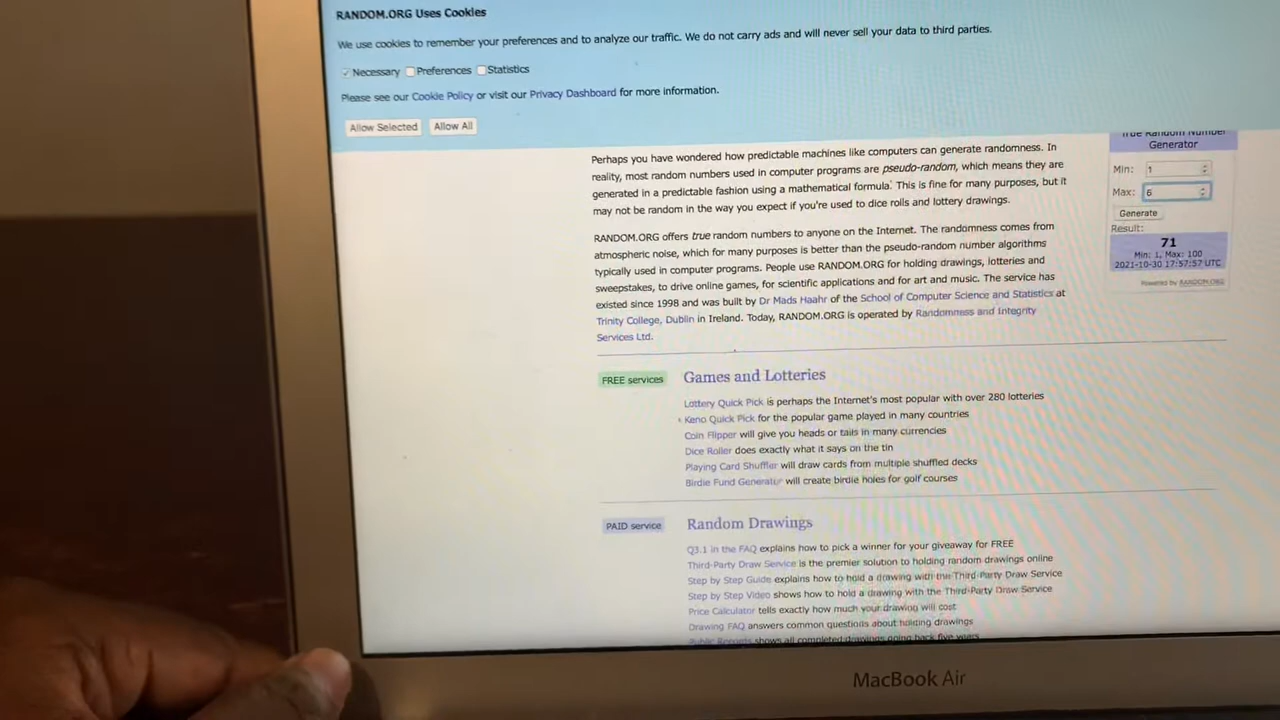 RANDOM.ORG Uses Cookies
We use cookies to remember your preferences and to analyze our traffic. We do not carry ads and will never sell your data to third parties.
Necessary Preferences Statistics
Please see our Cookie Policy or visit our Privacy Dashboard for more information.
Allow Selected Allow All
Perhaps you have wondered how predictable machines like computers can generate randomness. In
reality, most random numbers used in computer programs are pseudo-random, which means they are
generated in a predictable fashion using a mathematical formula. This is fine for many purposes, but it
may not be random in the way you expect if you're used to dice rolls and lottery drawings.
RANDOM.ORG offers true random numbers to anyone on the Internet. The randomness comes from
atmospheric noise, which for many purposes is better than the pseudo-random number algorithms
typically used in computer programs. People use RANDOM.ORG for holding drawings, lotteries and
sweepstakes, to drive online games, for scientific applications and for art and music. The service has
existed since 1998 and was built by Dr Mads Haahr of the School of Computer Science and Statistics at
Trinity College, Dublin in Ireland. Today, RANDOM.ORG is operated by Randomness and Integrity
Services Ltd.
True Random Number
Generator
Min: 1
Max: 6
Generate
Result:
71
Min: 1, Max: 100
2021-10-30 17:57:57 UTC
Powered by RANDOM.ORG
FREE services
Games and Lotteries
Lottery Quick Pick is perhaps the Internet's most popular with over 280 lotteries
Keno Quick Pick for the popular game played in many countries
Coin Flipper will give you heads or tails in many currencies
Dice Roller does exactly what it says on the tin
Playing Card Shuffler will draw cards from multiple shuffled decks
Birdie Fund Generator will create birdie holes for golf courses
PAID service
Random Drawings
Q3.1 in the FAQ explains how to pick a winner for your giveaway for FREE
Third-Party Draw Service is the premier solution to holding random drawings online
Step by Step Guide explains how to hold a drawing with the Third-Party Draw Service
Step by Step Video shows how to hold a drawing with the Third-Party Draw Service
Price Calculator tells exactly how much your drawing will cost
Drawing FAQ answers common questions about holding drawings
Public Records shows all completed drawings going back five years
MacBook Air